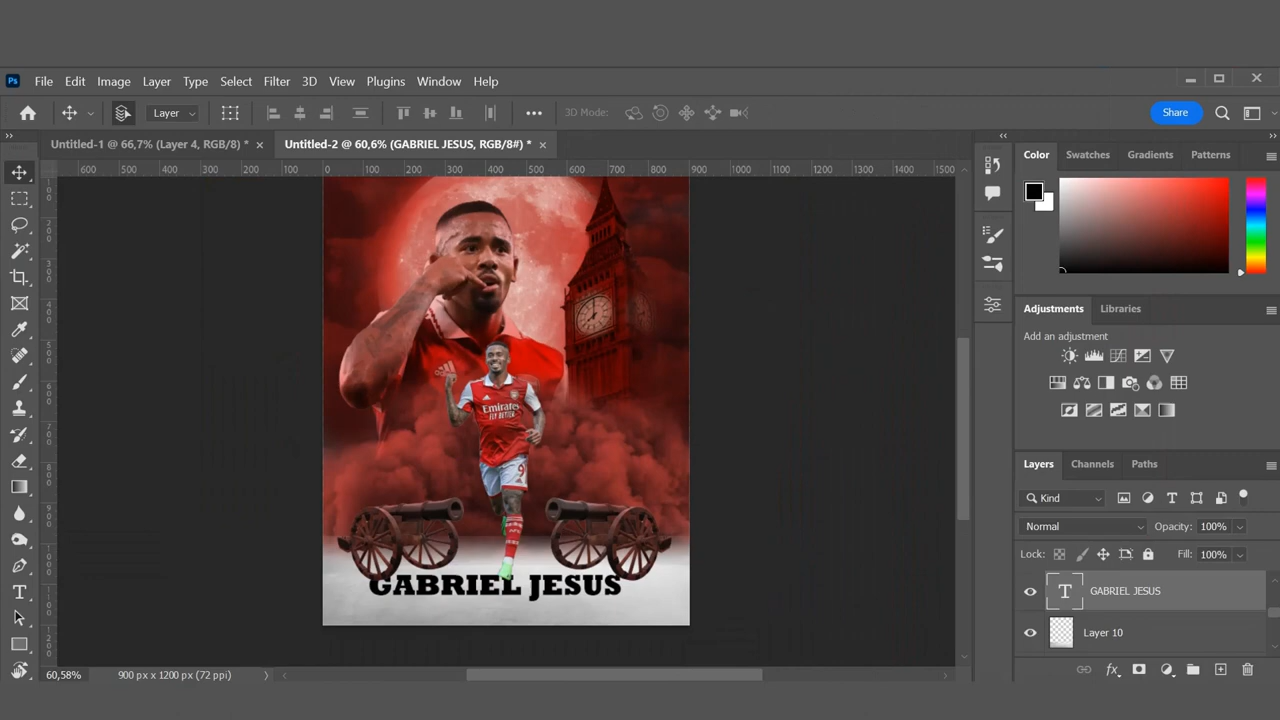 Ps File Edit Image Layer Type Select Filter 3D View Plugins Window Help
Layer 3D Mode: Share
Untitled-1 @ 66,7% (Layer 4, RGB/8) * Untitled-2 @ 60,6% (GABRIEL JESUS, RGB/8#) *
Color Swatches Gradients Patterns
600 500 400 300 200 100 0 100 200 300 400 500 600 700 800 900 1000 1100 1200 1300 1400 1500
Adjustments Libraries
Add an adjustment
Emirates
FLY BETTER
9
Layers Channels Paths
Kind
Normal Opacity: 100%
Lock: Fill: 100%
GABRIEL JESUS
GABRIEL JESUS
Layer 10
60,58% 900 px x 1200 px (72 ppi)
fx